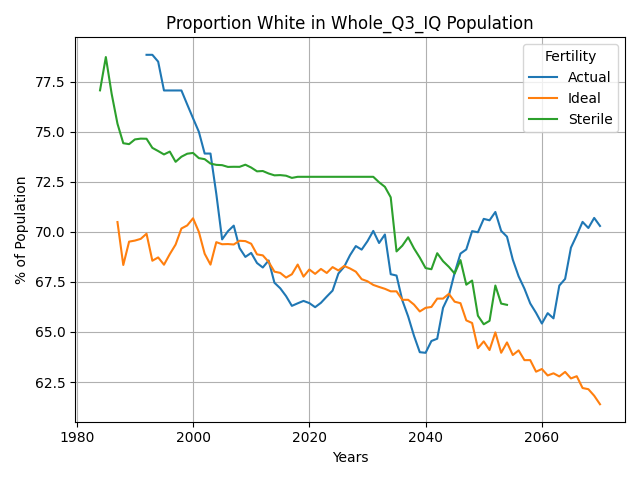 Proportion White in Whole_Q3_IQ Population
Fertility
Actual
Ideal
Sterile
% of Population
77.5
75.0
72.5
70.0
67.5
65.0
62.5
1980
2000
2020
2040
2060
Years